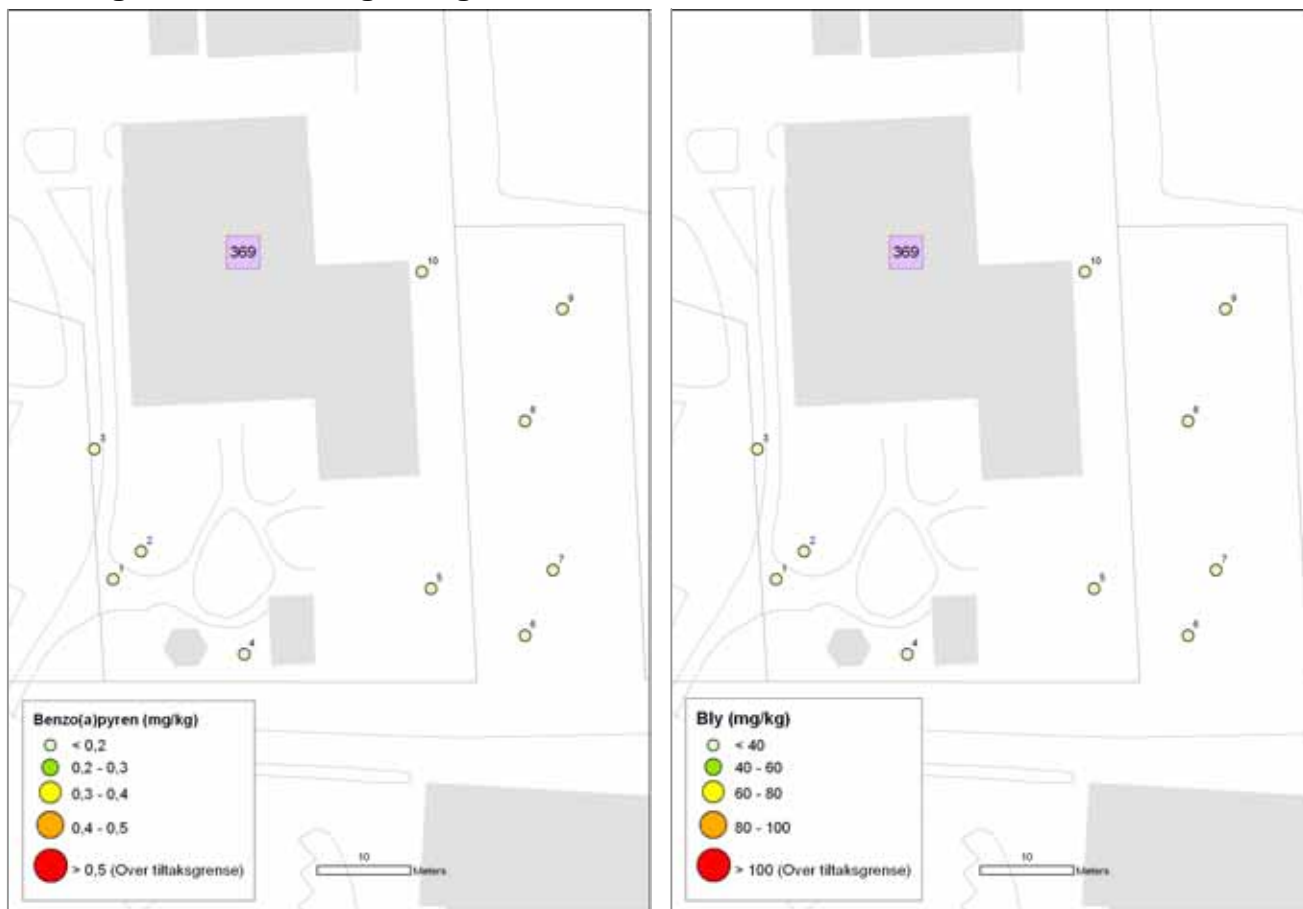 369
10
9
8
3
2
1
7
5
6
4
Benzo(a)pyren (mg/kg)
< 0,2
0,2 - 0,3
0,3 - 0,4
0,4 - 0,5
> 0,5 (Over tiltaksgrense)
10
Meters
369
10
9
8
3
2
1
7
5
6
4
Bly (mg/kg)
< 40
40 - 60
60 - 80
80 - 100
> 100 (Over tiltaksgrense)
10
Meters